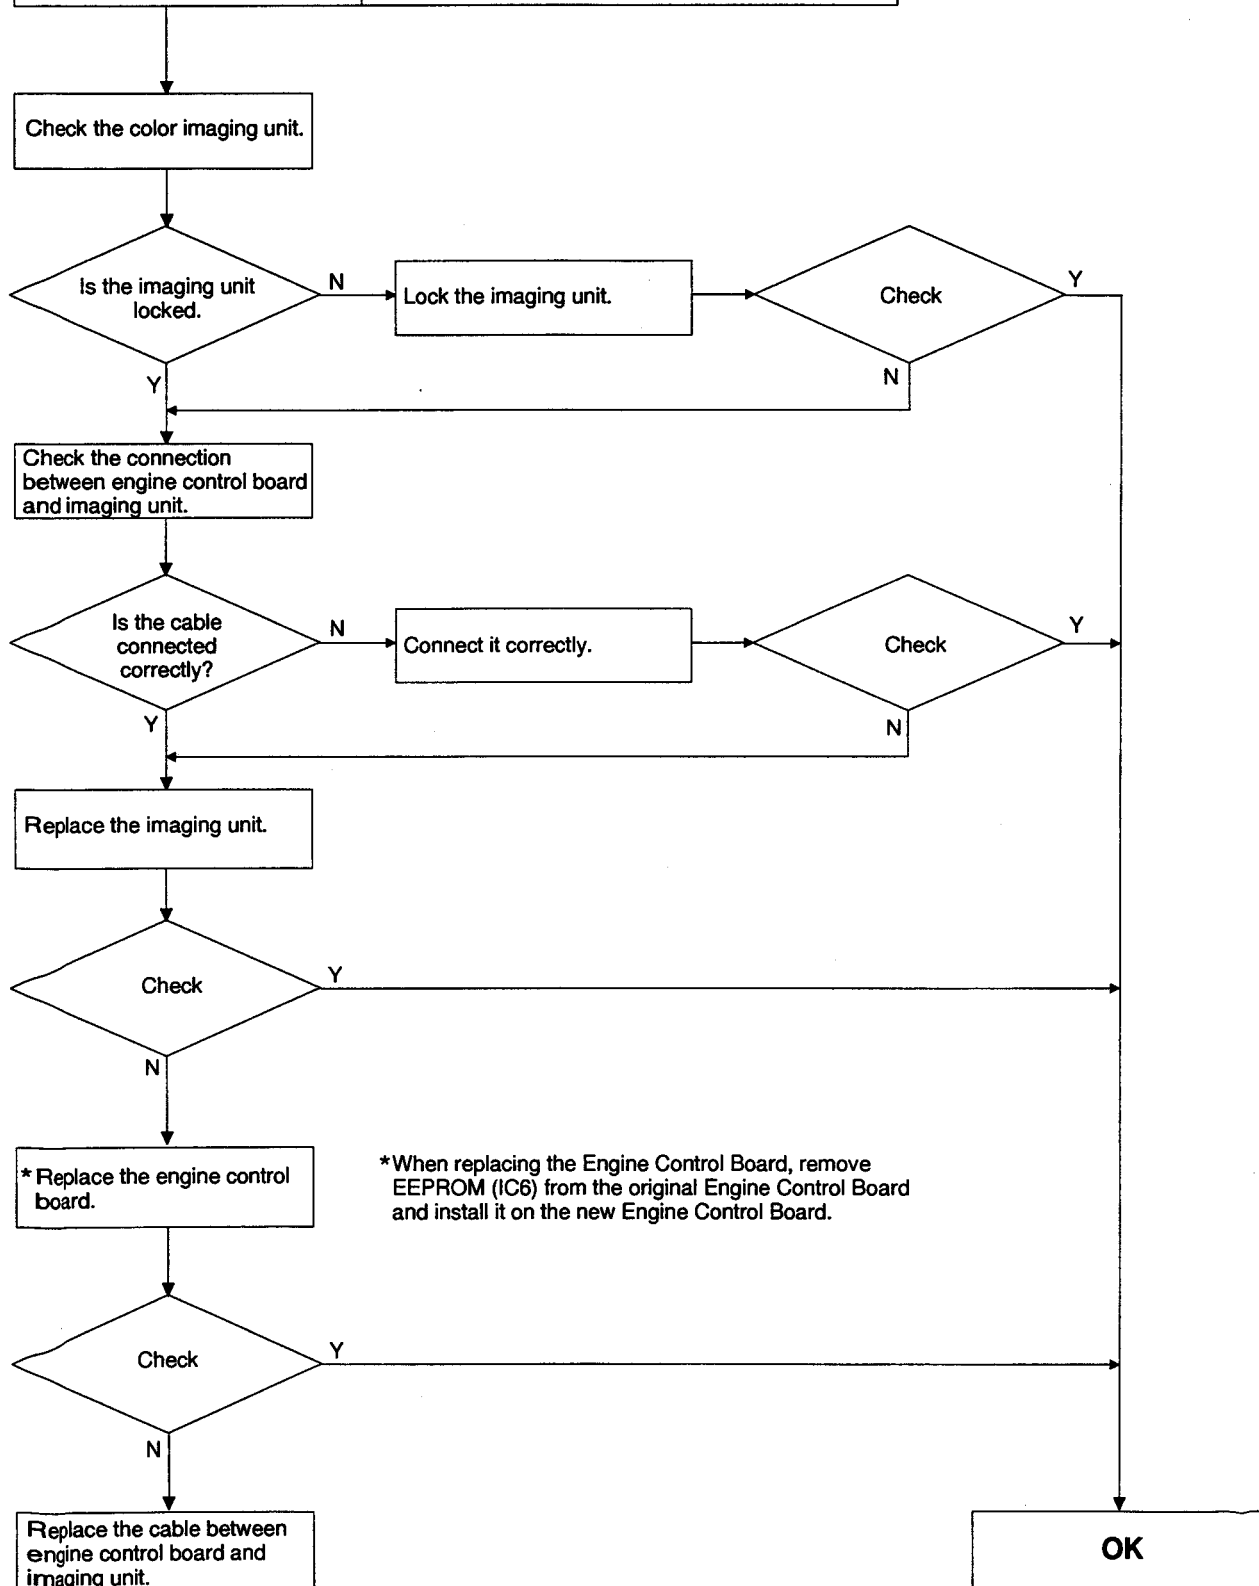 Check the color imaging unit.
Is the imaging unit
locked.
N
Lock the imaging unit.
Check
Y
Y
N
Check the connection
between engine control board
and imaging unit.
Is the cable
connected
correctly?
N
Connect it correctly.
Check
Y
Y
N
Replace the imaging unit.
Check
Y
N
* Replace the engine control
board.
*When replacing the Engine Control Board, remove
EEPROM (IC6) from the original Engine Control Board
and install it on the new Engine Control Board.
Check
Y
N
Replace the cable between
engine control board and
imaging unit.
OK